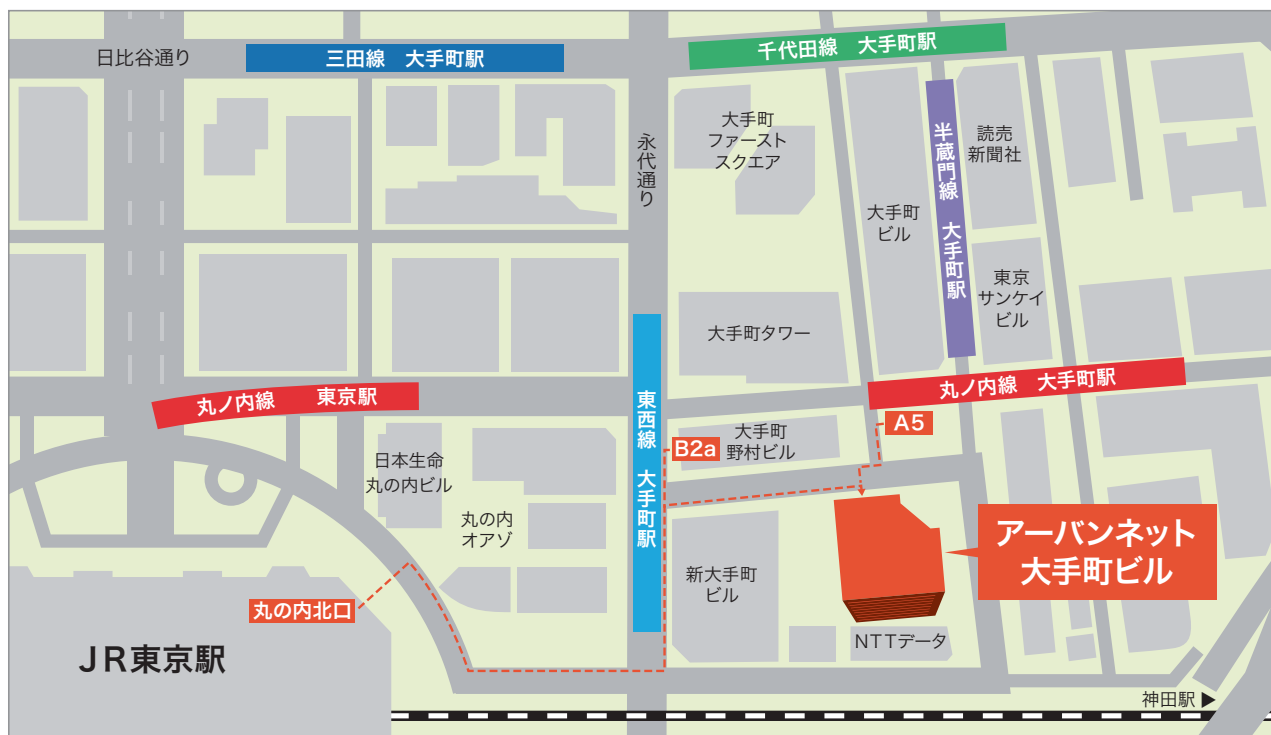 日比谷通り
三田線　大手町駅
千代田線　大手町駅
永代通り
大手町
ファースト
スクエア
半蔵門線　大手町駅
読売
新聞社
大手町
ビル
東京
サンケイ
ビル
大手町タワー
丸ノ内線　東京駅
丸ノ内線　大手町駅
東西線　大手町駅
B2a
大手町
野村ビル
A5
日本生命
丸の内ビル
丸の内
オアゾ
新大手町
ビル
アーバンネット
大手町ビル
丸の内北口
NTTデータ
JR東京駅
神田駅▶